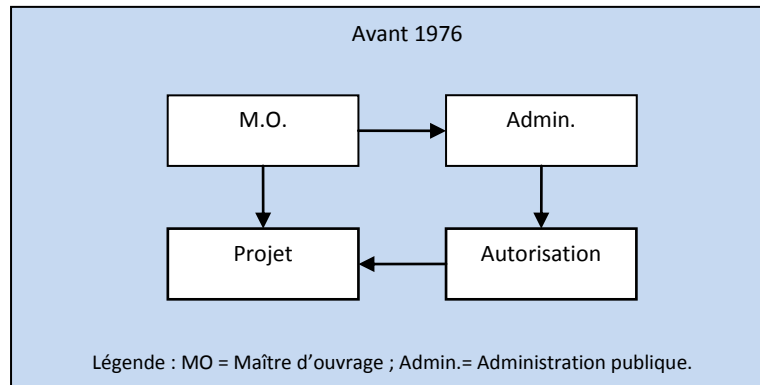 Avant 1976
M.O.
Admin.
Projet
Autorisation
Légende : MO = Maître d’ouvrage ; Admin.= Administration publique.